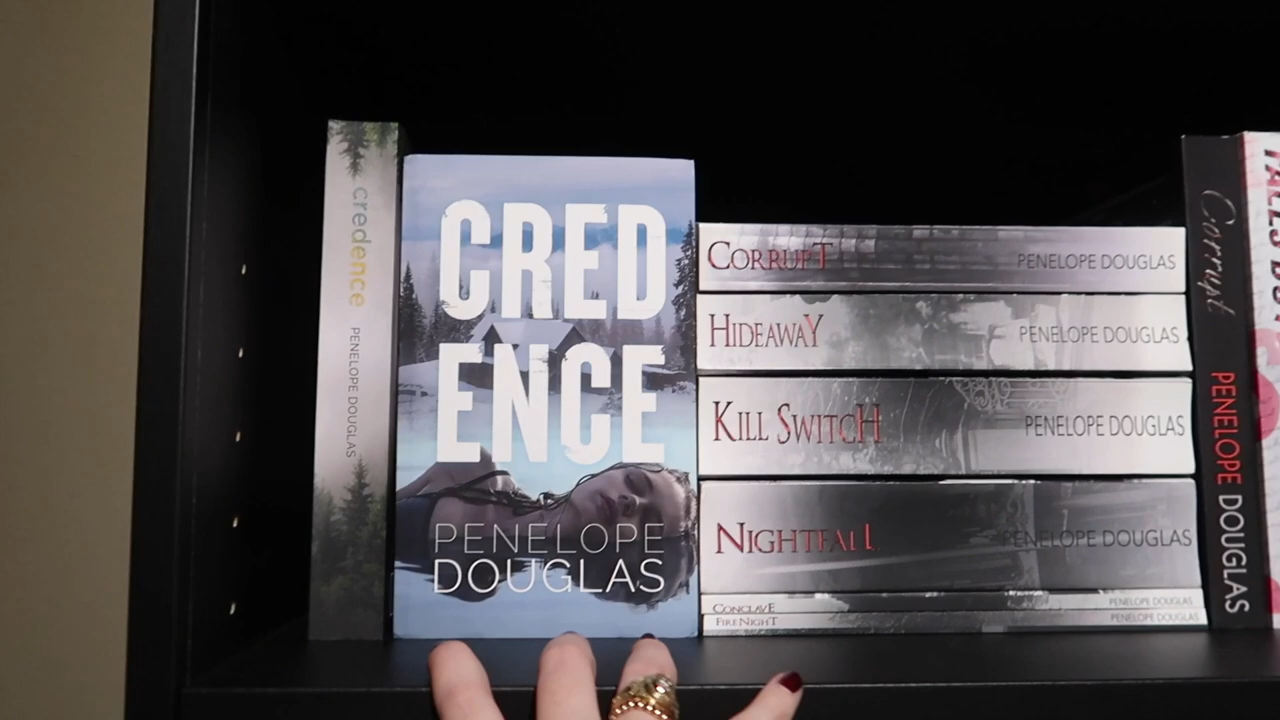 credence PENELOPE DOUGLAS
CRED
ENCE
PENELOPE
DOUGLAS
CORRUPT PENELOPE DOUGLAS
HIDEAWAY PENELOPE DOUGLAS
KILL SWITCH PENELOPE DOUGLAS
NIGHTFALL PENELOPE DOUGLAS
CONCLAVE PENELOPE DOUGLAS
FIRE NIGHT PENELOPE DOUGLAS
Corrupt PENELOPE DOUGLAS